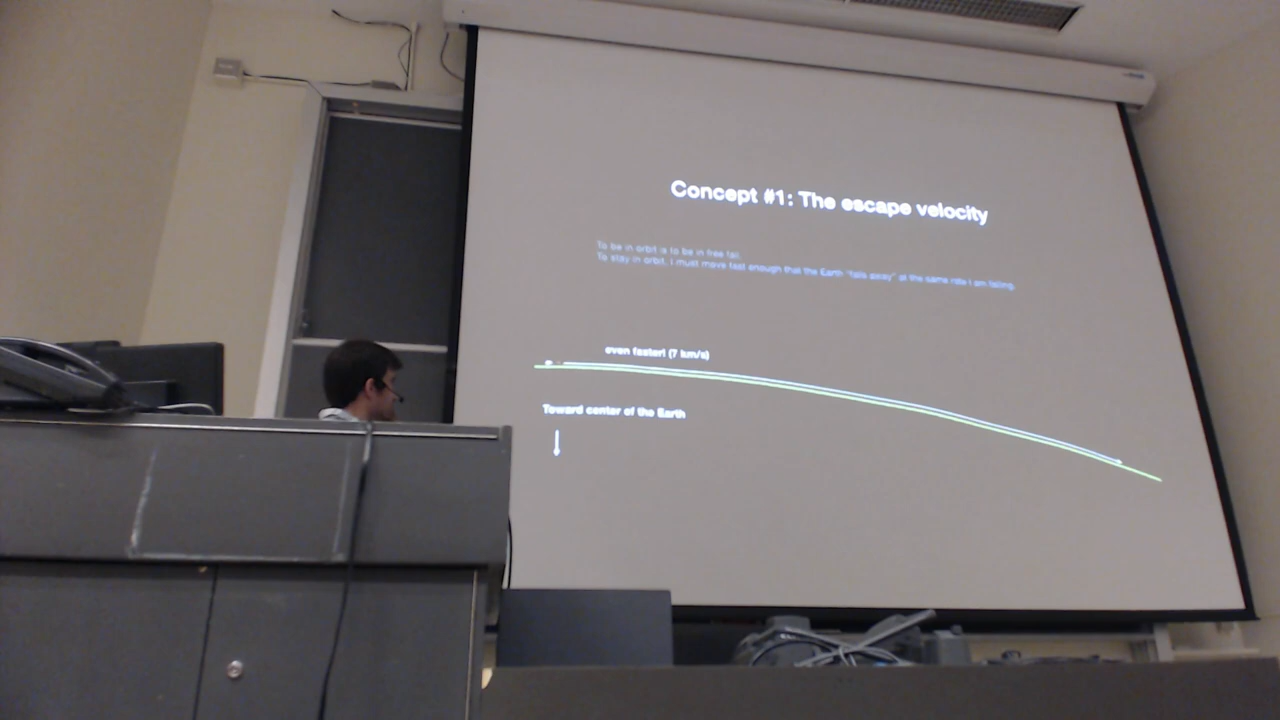 Concept #1: The escape velocity
To be in orbit is to be in free fall.
To stay in orbit, I must move fast enough that the Earth "falls away" at the same rate I am falling.
even faster! (7 km/s)
Toward center of the Earth